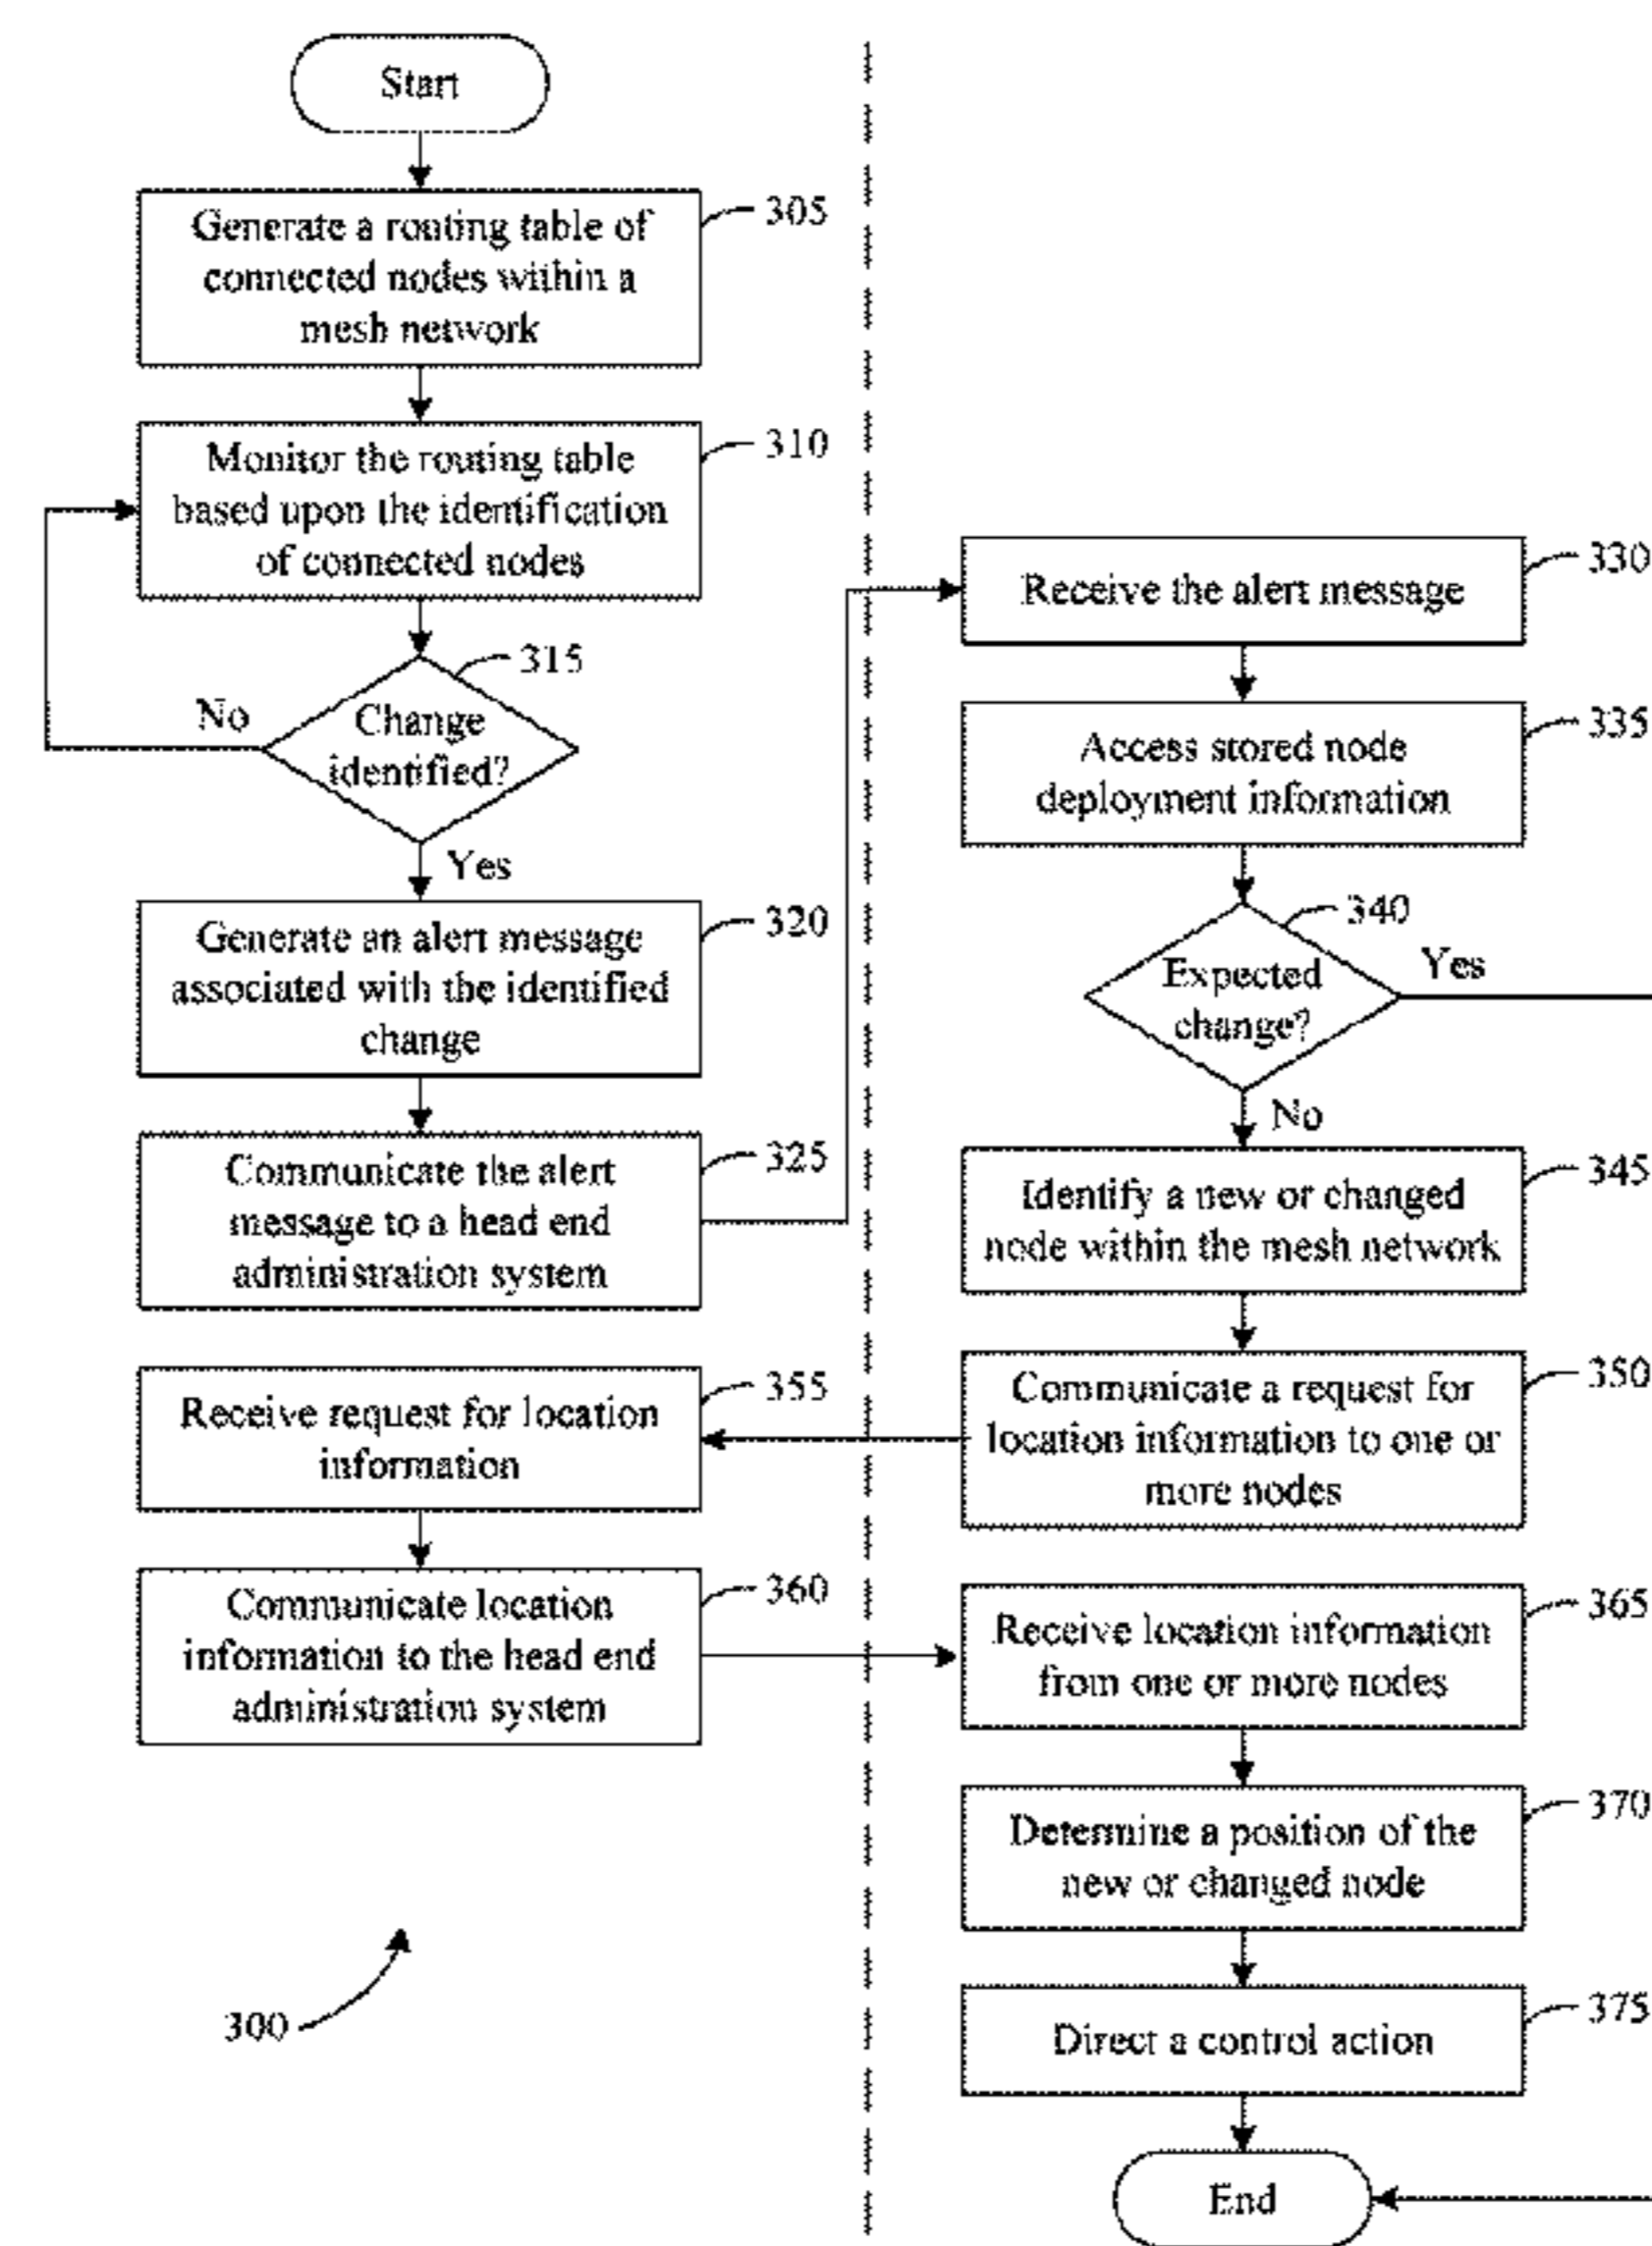 Start
Generate a routing table of
connected nodes within a
mesh network
305
Monitor the routing table
based upon the identification
of connected nodes
310
315
Change
identified?
No
Yes
Generate an alert message
associated with the identified
change
320
Communicate the alert
message to a head end
administration system
325
Receive the alert message
330
Access stored node
deployment information
335
340
Expected
change?
Yes
No
Identify a new or changed
node within the mesh network
345
Communicate a request for
location information to one or
more nodes
350
Receive request for location
information
355
Communicate location
information to the head end
administration system
360
Receive location information
from one or more nodes
365
Determine a position of the
new or changed node
370
Direct a control action
375
End
300